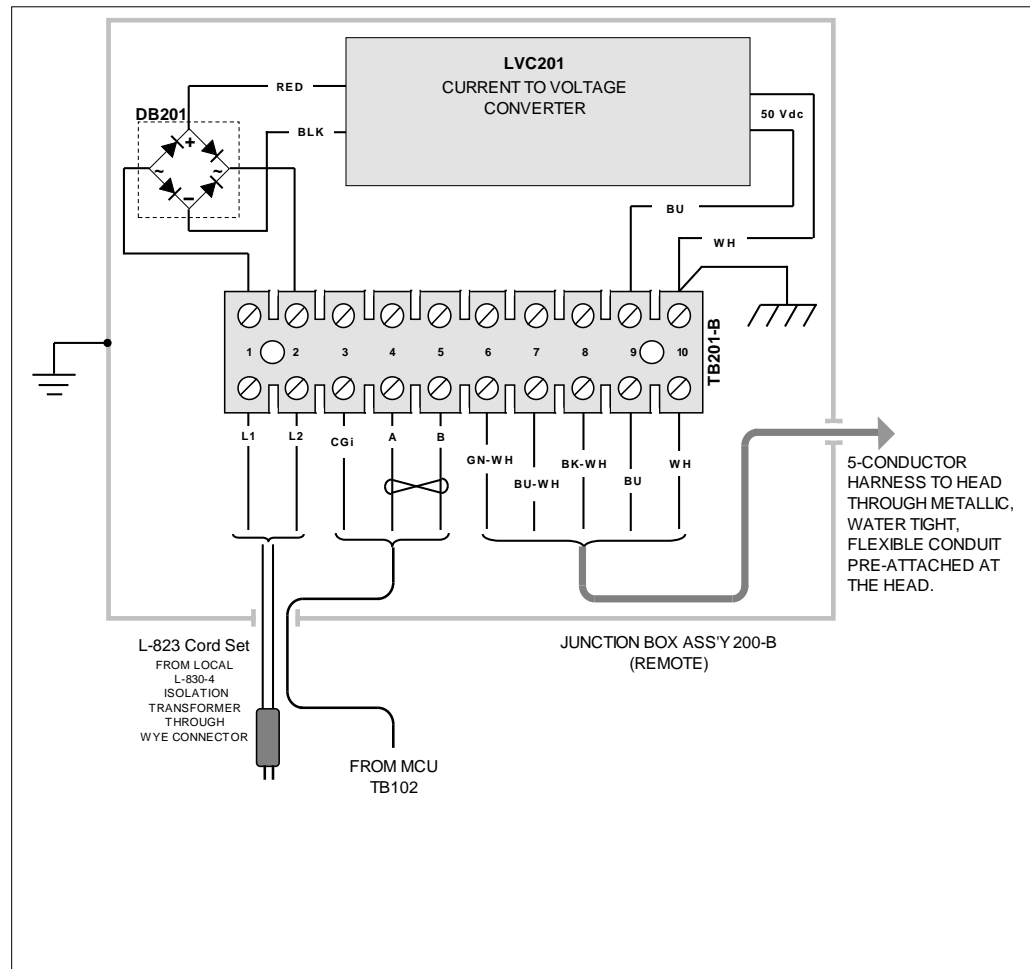 LVC201
CURRENT TO VOLTAGE
CONVERTER
RED
DB201
BLK
50 Vdc
+
~
~
–
BU
WH
TB201-B
1
2
3
4
5
6
7
8
9
10
L1
L2
CGi
A
B
GN-WH
BU-WH
BK-WH
BU
WH
5-CONDUCTOR
HARNESS TO HEAD
THROUGH METALLIC,
WATER TIGHT,
FLEXIBLE CONDUIT
PRE-ATTACHED AT
THE HEAD.
L-823 Cord Set
FROM LOCAL
L-830-4
ISOLATION
TRANSFORMER
THROUGH
WYE CONNECTOR
JUNCTION BOX ASS'Y 200-B
(REMOTE)
FROM MCU
TB102